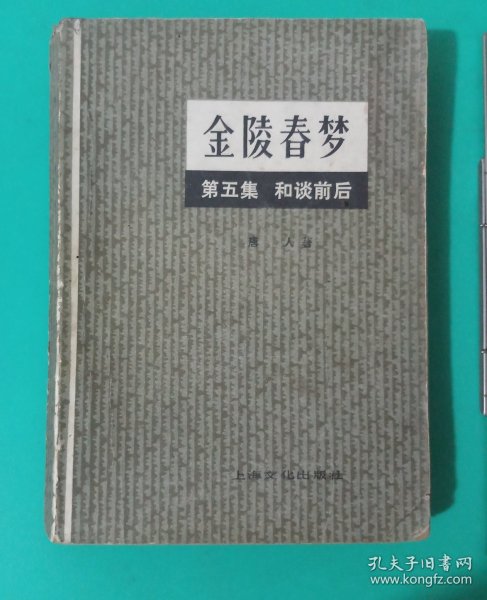 金陵春梦
第五集 和谈前后
唐 人 著
上海文化出版社
孔夫子旧书网
www.kongfz.com